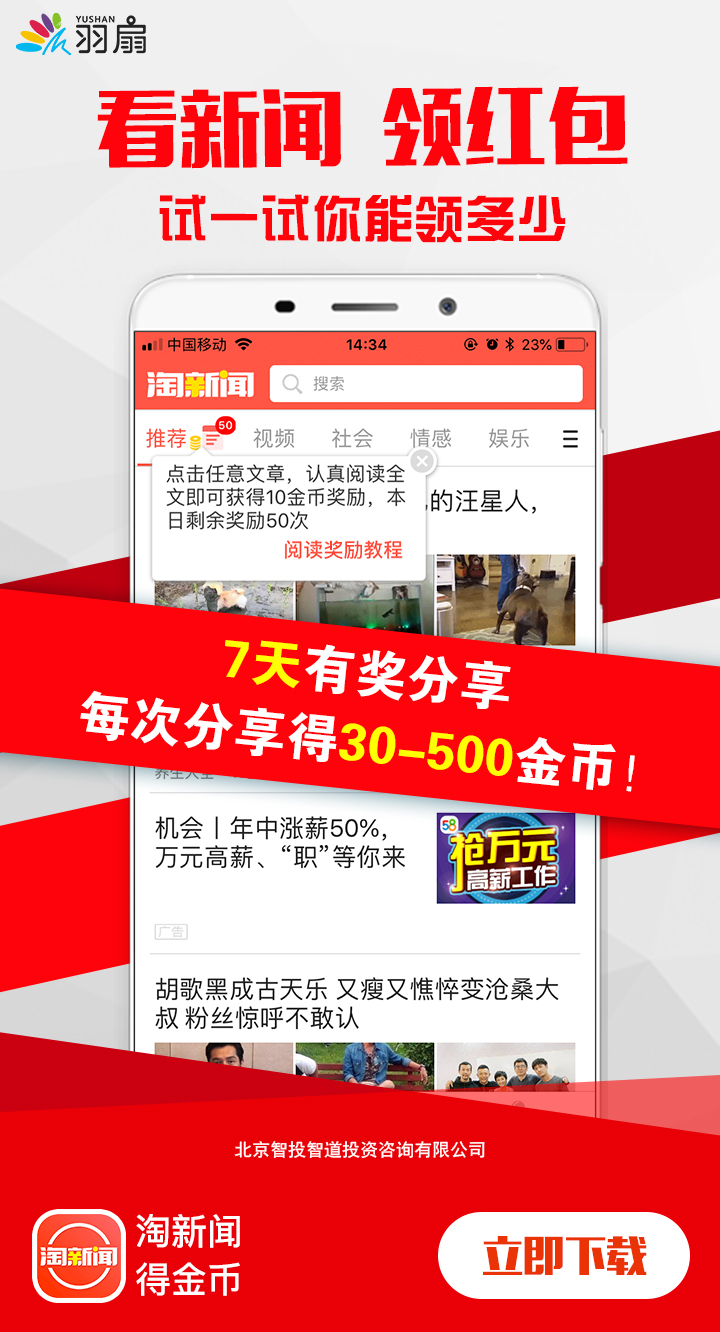 YUSHAN
羽扇
看新闻 领红包
试一试你能领多少
中国移动 14:34 23%
淘新闻 搜索
推荐 50 视频 社会 情感 娱乐
点击任意文章，认真阅读全
文即可获得10金币奖励，本
日剩余奖励50次
阅读奖励教程
的汪星人，
7天有奖分享
每次分享得30-500金币！
机会丨年中涨薪50%，
万元高薪、“职”等你来
58
抢万元
高薪工作
广告
胡歌黑成古天乐 又瘦又憔悴变沧桑大
叔 粉丝惊呼不敢认
北京智投智道投资咨询有限公司
淘新闻
淘新闻
得金币
立即下载